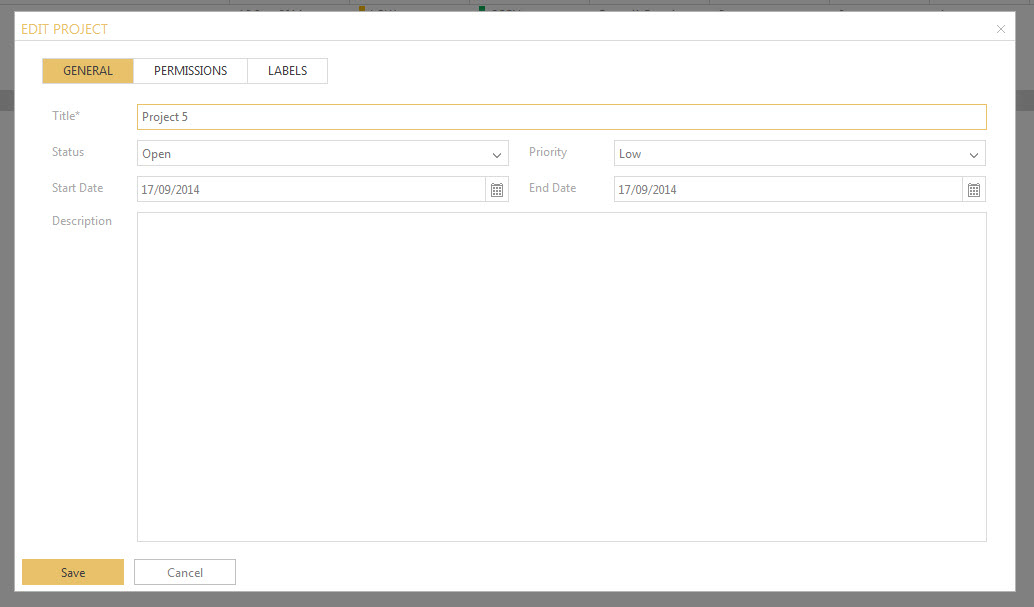 EDIT PROJECT
GENERAL PERMISSIONS LABELS
Title* Project 5
Status Open Priority Low
Start Date 17/09/2014 End Date 17/09/2014
Description
Save Cancel